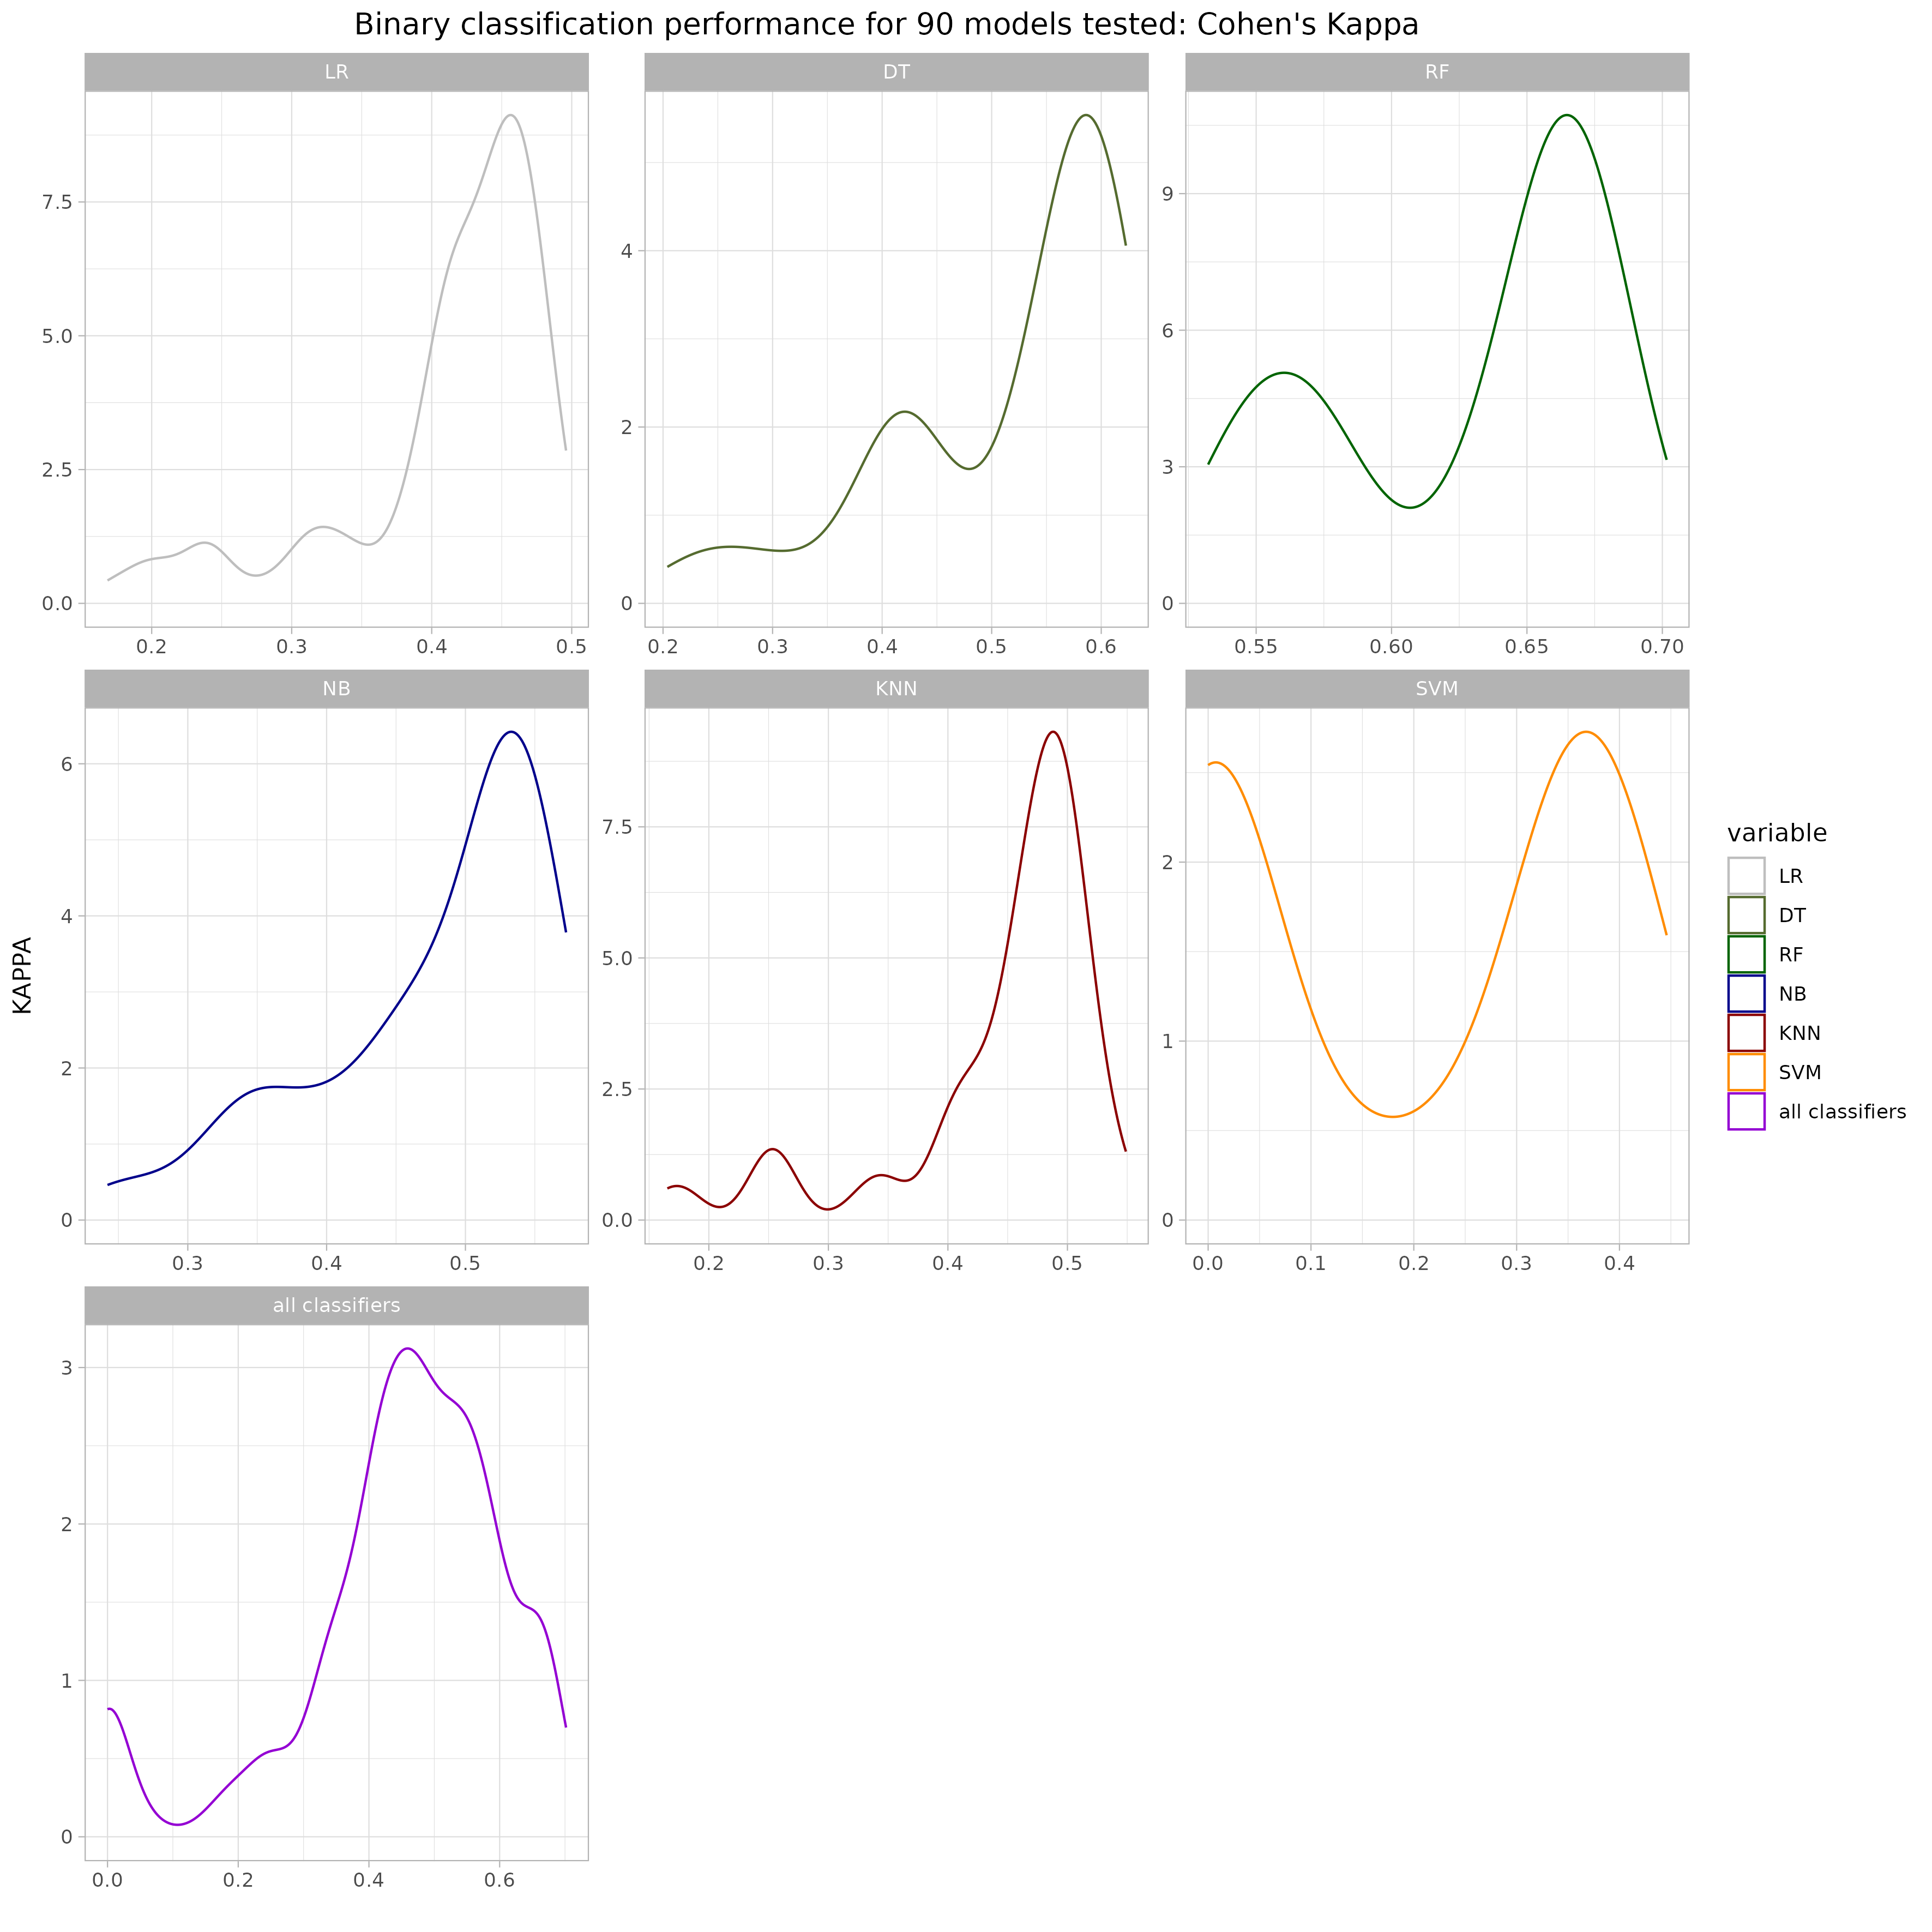 Binary classification performance for 90 models tested: Cohen's Kappa
LR
DT
RF
7.5
5.0
2.5
0.0
0.2 0.3 0.4 0.5
4
2
0
0.2 0.3 0.4 0.5 0.6
9
6
3
0
0.55 0.60 0.65 0.70
NB
KNN
SVM
6
4
2
0
0.3 0.4 0.5
7.5
5.0
2.5
0.0
0.2 0.3 0.4 0.5
2
1
0
0.0 0.1 0.2 0.3 0.4
all classifiers
3
2
1
0
0.0 0.2 0.4 0.6
KAPPA
variable
LR
DT
RF
NB
KNN
SVM
all classifiers